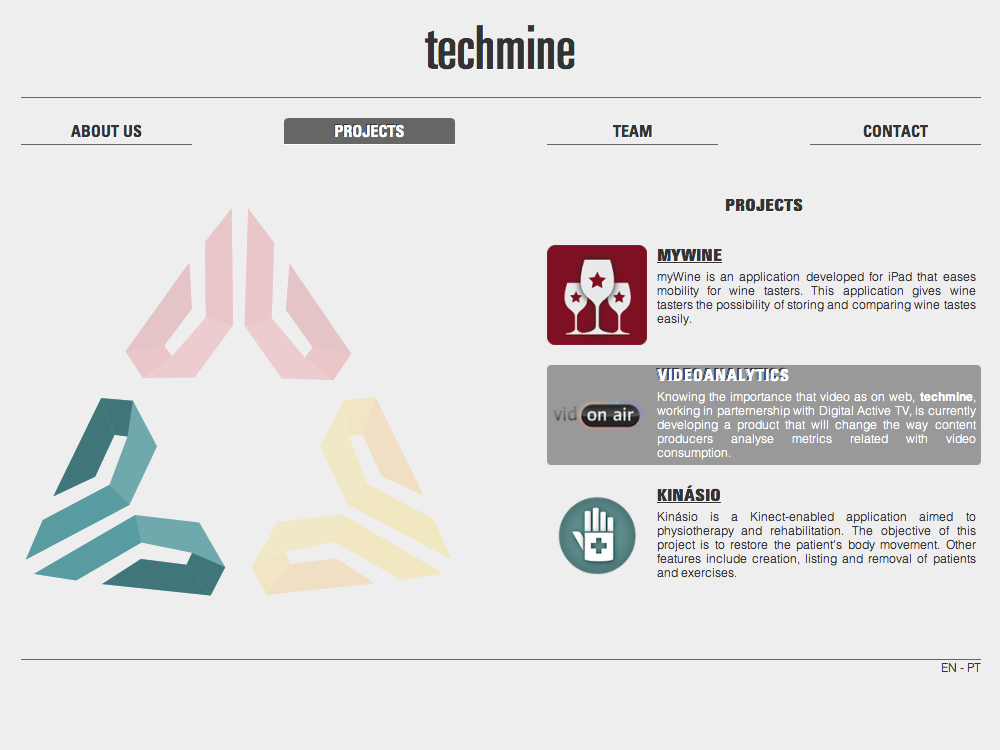 techmine
ABOUT US
PROJECTS
TEAM
CONTACT
PROJECTS
MYWINE
myWine is an application developed for iPad that eases
mobility for wine tasters. This application gives wine
tasters the possibility of storing and comparing wine tastes
easily.
vid on air
VIDEOANALYTICS
Knowing the importance that video as on web, techmine,
working in parternership with Digital Active TV, is currently
developing a product that will change the way content
producers analyse metrics related with video
consumption.
KINÁSIO
Kinásio is a Kinect-enabled application aimed to
physiotherapy and rehabilitation. The objective of this
project is to restore the patient's body movement. Other
features include creation, listing and removal of patients
and exercises.
EN - PT